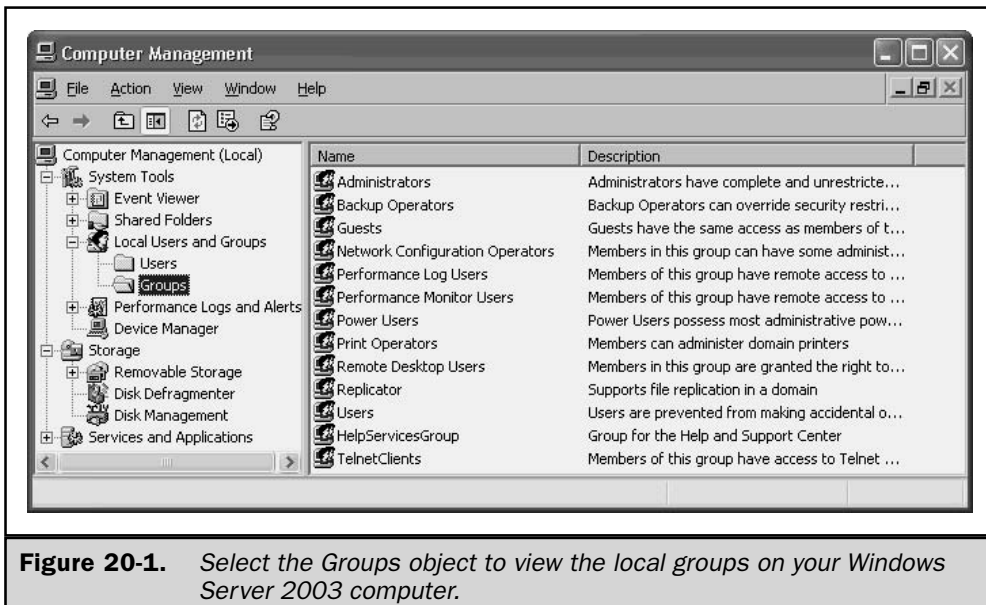 Computer Management
File Action View Window Help
Computer Management (Local)
System Tools
Event Viewer
Shared Folders
Local Users and Groups
Users
Groups
Performance Logs and Alerts
Device Manager
Storage
Removable Storage
Disk Defragmenter
Disk Management
Services and Applications
Name Description
Administrators Administrators have complete and unrestricte...
Backup Operators Backup Operators can override security restri...
Guests Guests have the same access as members of t...
Network Configuration Operators Members in this group can have some administ...
Performance Log Users Members of this group have remote access to ...
Performance Monitor Users Members of this group have remote access to ...
Power Users Power Users possess most administrative pow...
Print Operators Members can administer domain printers
Remote Desktop Users Members in this group are granted the right to...
Replicator Supports file replication in a domain
Users Users are prevented from making accidental o...
HelpServicesGroup Group for the Help and Support Center
TelnetClients Members of this group have access to Telnet ...
Figure 20-1. Select the Groups object to view the local groups on your Windows
Server 2003 computer.